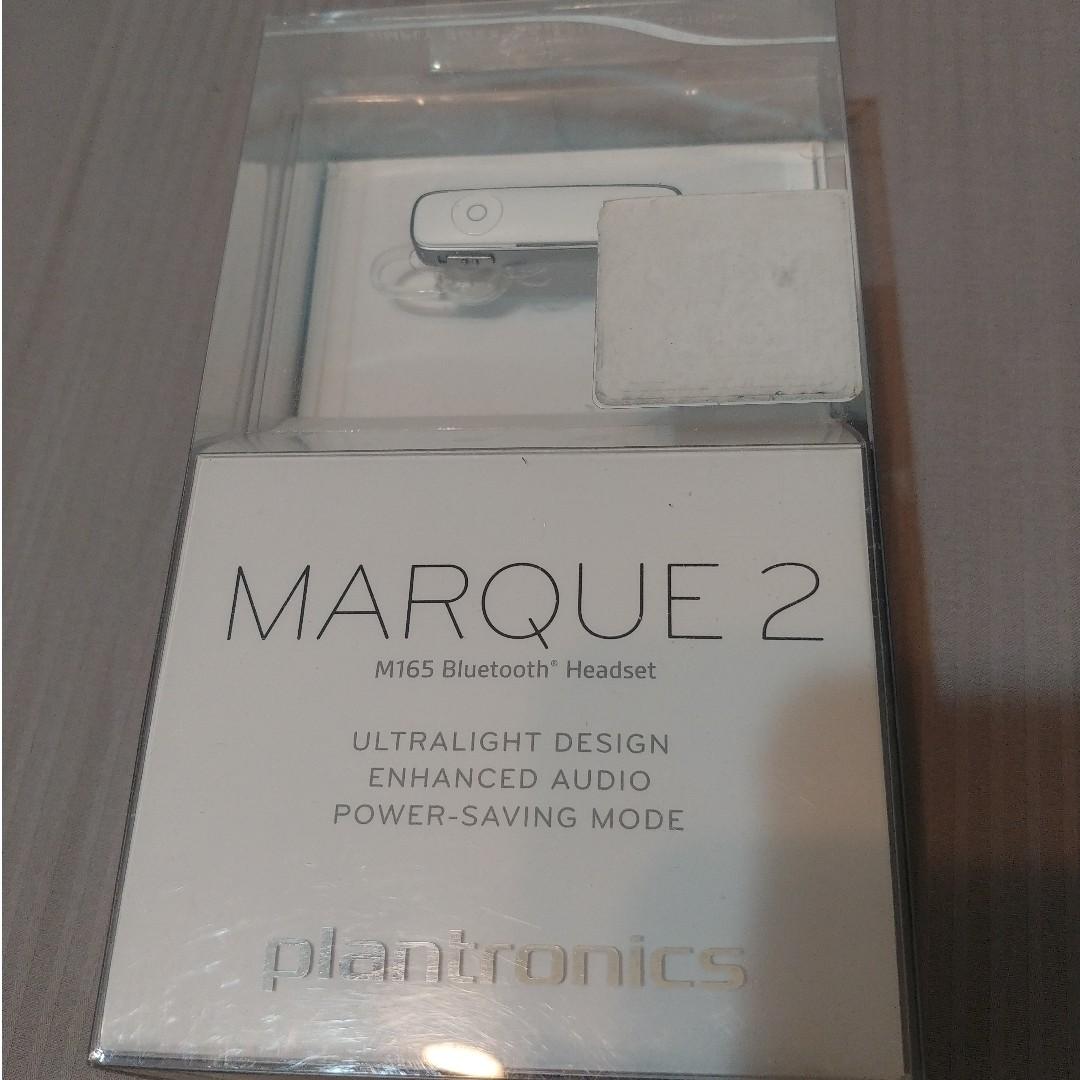 MARQUE 2
M165 Bluetooth® Headset
ULTRALIGHT DESIGN
ENHANCED AUDIO
POWER-SAVING MODE
plantronics